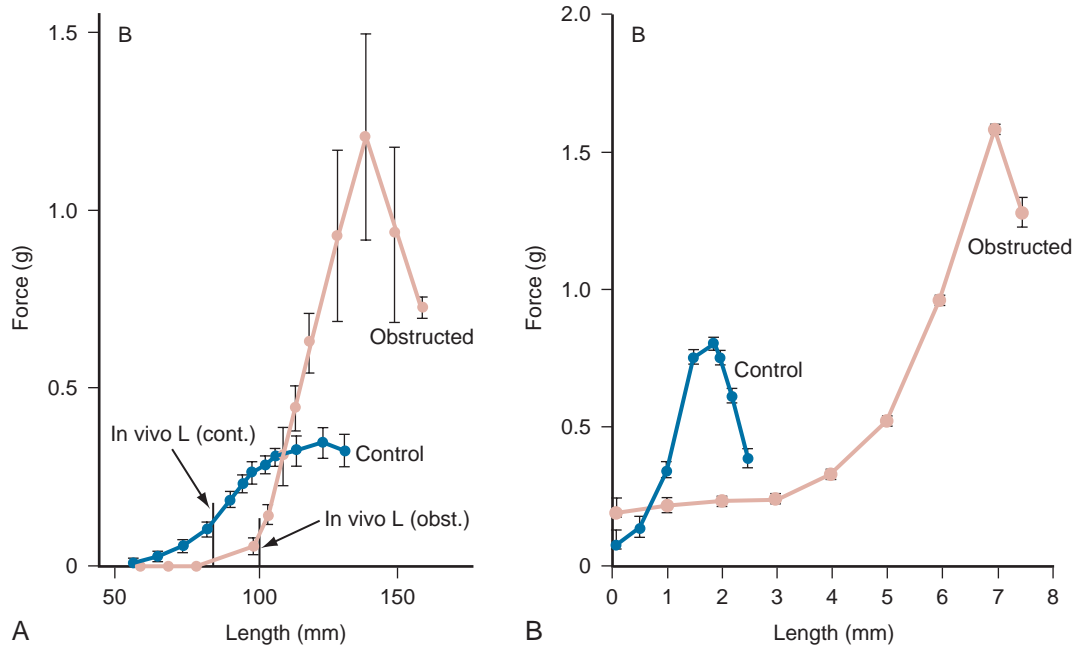 B
1.5
1.0
0.5
0
Force (g)
In vivo L (cont.)
Obstructed
Control
In vivo L (obst.)
50
100
150
Length (mm)
A
B
2.0
1.5
1.0
0.5
0
Force (g)
Obstructed
Control
0
1
2
3
4
5
6
7
8
Length (mm)
B